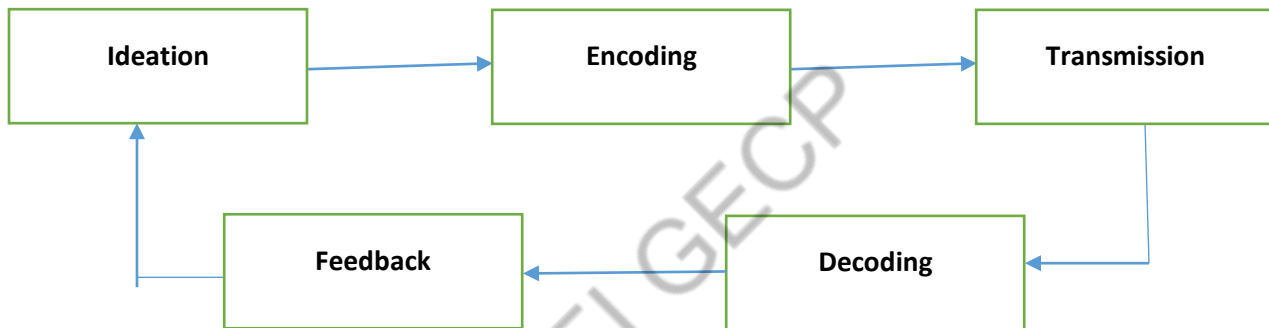 Ideation
Encoding
Transmission
Feedback
Decoding
GECP